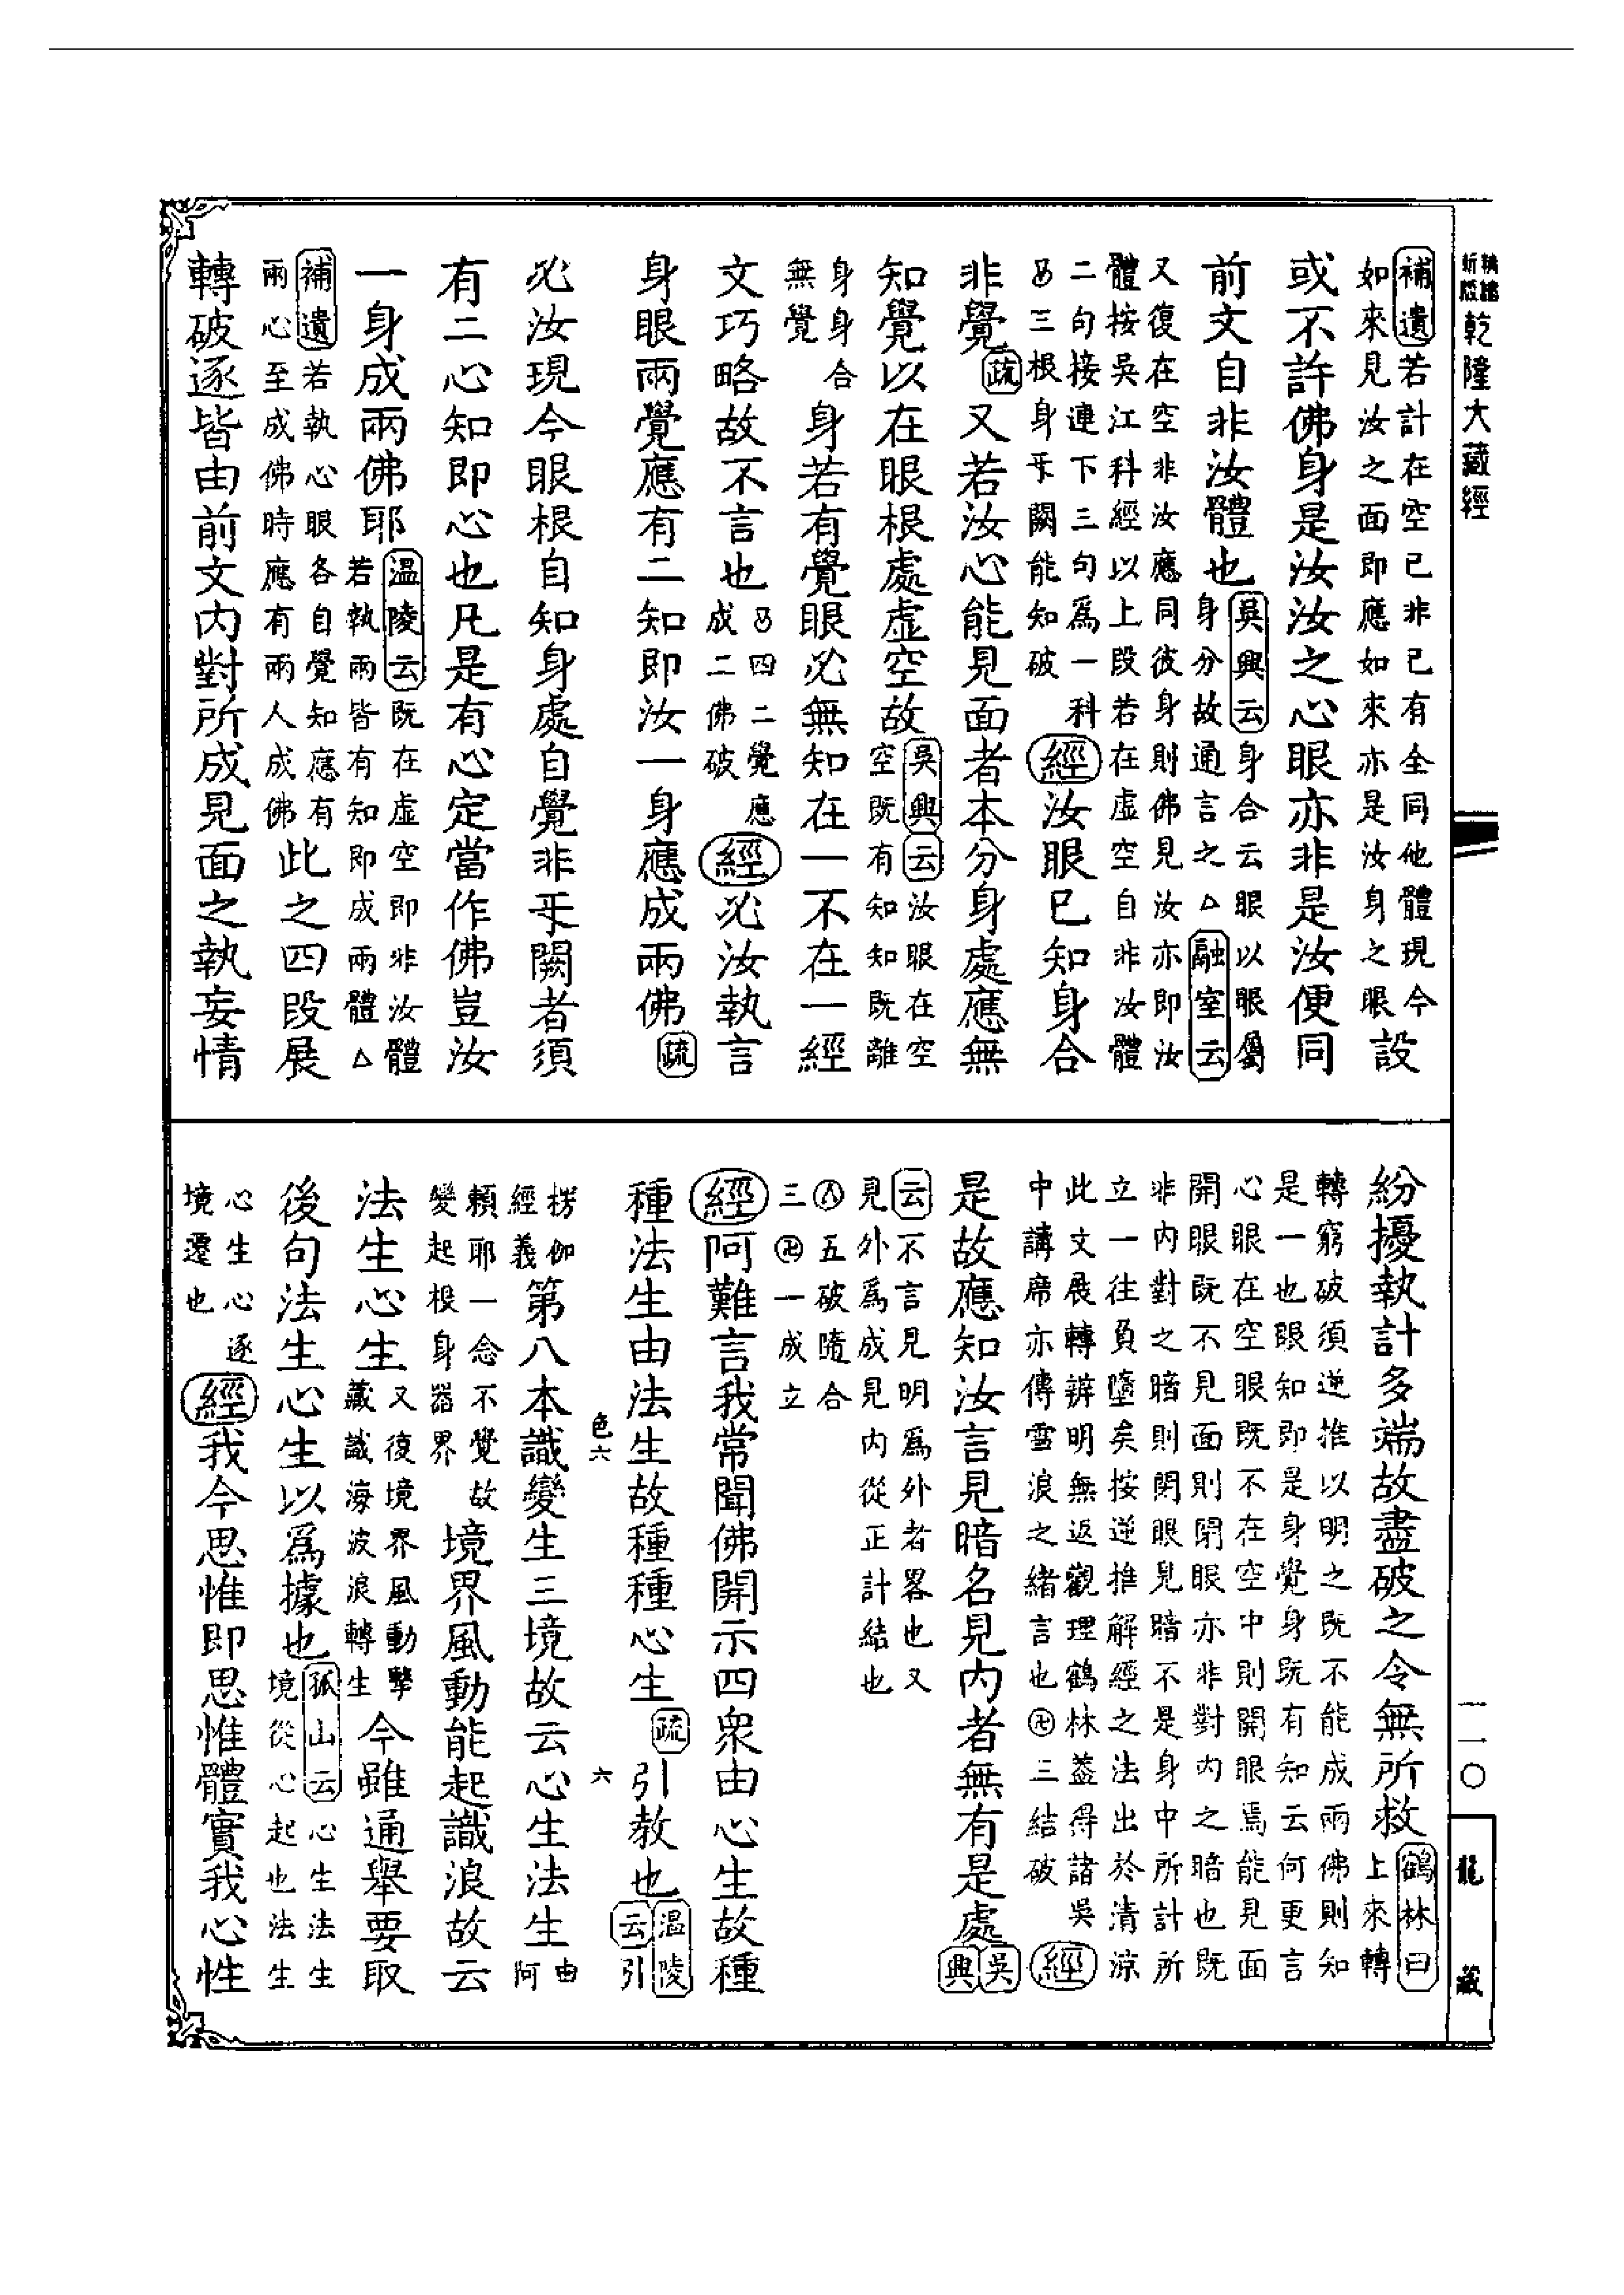 精識
新版
乾隆大藏經
補遺若計在空已非已有全同他體現今
如來見汝之面即應如來亦是汝身之眼
設
或不許佛身是汝汝之心眼亦非是汝便同
前文自非汝體也
吳興云身合云眼以眼屬
身分故通言之△融室云
又復在空非汝應同彼身則佛見汝亦即汝
體按吳江科經以上段若在虛空自非汝體
二句接連下三句為一科
三根身㸦闕能知破
經汝眼已知身合
非覺疏又若汝心能見面者本分身處應無
知覺以在眼根處虛空故
吳興云汝眼在空
空既有知知既離
身身合
無覺
身若有覺眼必無知在一不在一經
文巧略故不言也
四二覺應
成二佛破
經必汝執言
身眼兩覺應有二知即汝一身應成兩佛疏
必汝現今眼根自知身處自覺非㸦闕者須
有二心知即心也凡是有心定當作佛豈汝
一身成兩佛耶
溫陵云既在虛空即非汝體
若執兩皆有知即成兩體△
補遺若執心眼各自覺知應有
兩心至成佛時應有兩人成佛
此之四段展
轉破逐皆由前文內對所成見面之執妄情
紛擾執計多端故盡破之令無所救
鶴林曰
上來轉
轉窮破須逆推以明之既不能成兩佛則知
是一也眼知即是身覺身既有知云何更言
心眼在空眼既不在空中則開眼焉能見面
開眼既不見面則閉眼亦非對內之暗也既
非內對之暗則閉眼見暗不是身中所計所
立一往負墮矣按逆推解經之法出於清涼
此文展轉辨明無返觀理鶴林葢得諸吳
中講席亦傳雪浪之緒言也卍三結破
經
是故應知汝言見暗名見內者無有是處
吳
興
云不言見明為外者畧也又
見外為成見內從正計結也
五破隨合
三卍一成立
經阿難言我常聞佛開示四衆由心生故種
種法生由法生故種種心生疏引教也
溫陵
云引
色六
六
楞伽
經義
第八本識變生三境故云心生法生
由
阿
賴耶一念不覺故
變起根身器界
境界風動能起識浪故云
法生心生
又復境界風動擊
藏識海波浪轉生
今雖通舉要取
後句法生心生以為據也
孤山云心生法生
境從心起也法生
心生心逐
境遷也
經我今思惟即思惟體實我心性
一一〇
龍
藏